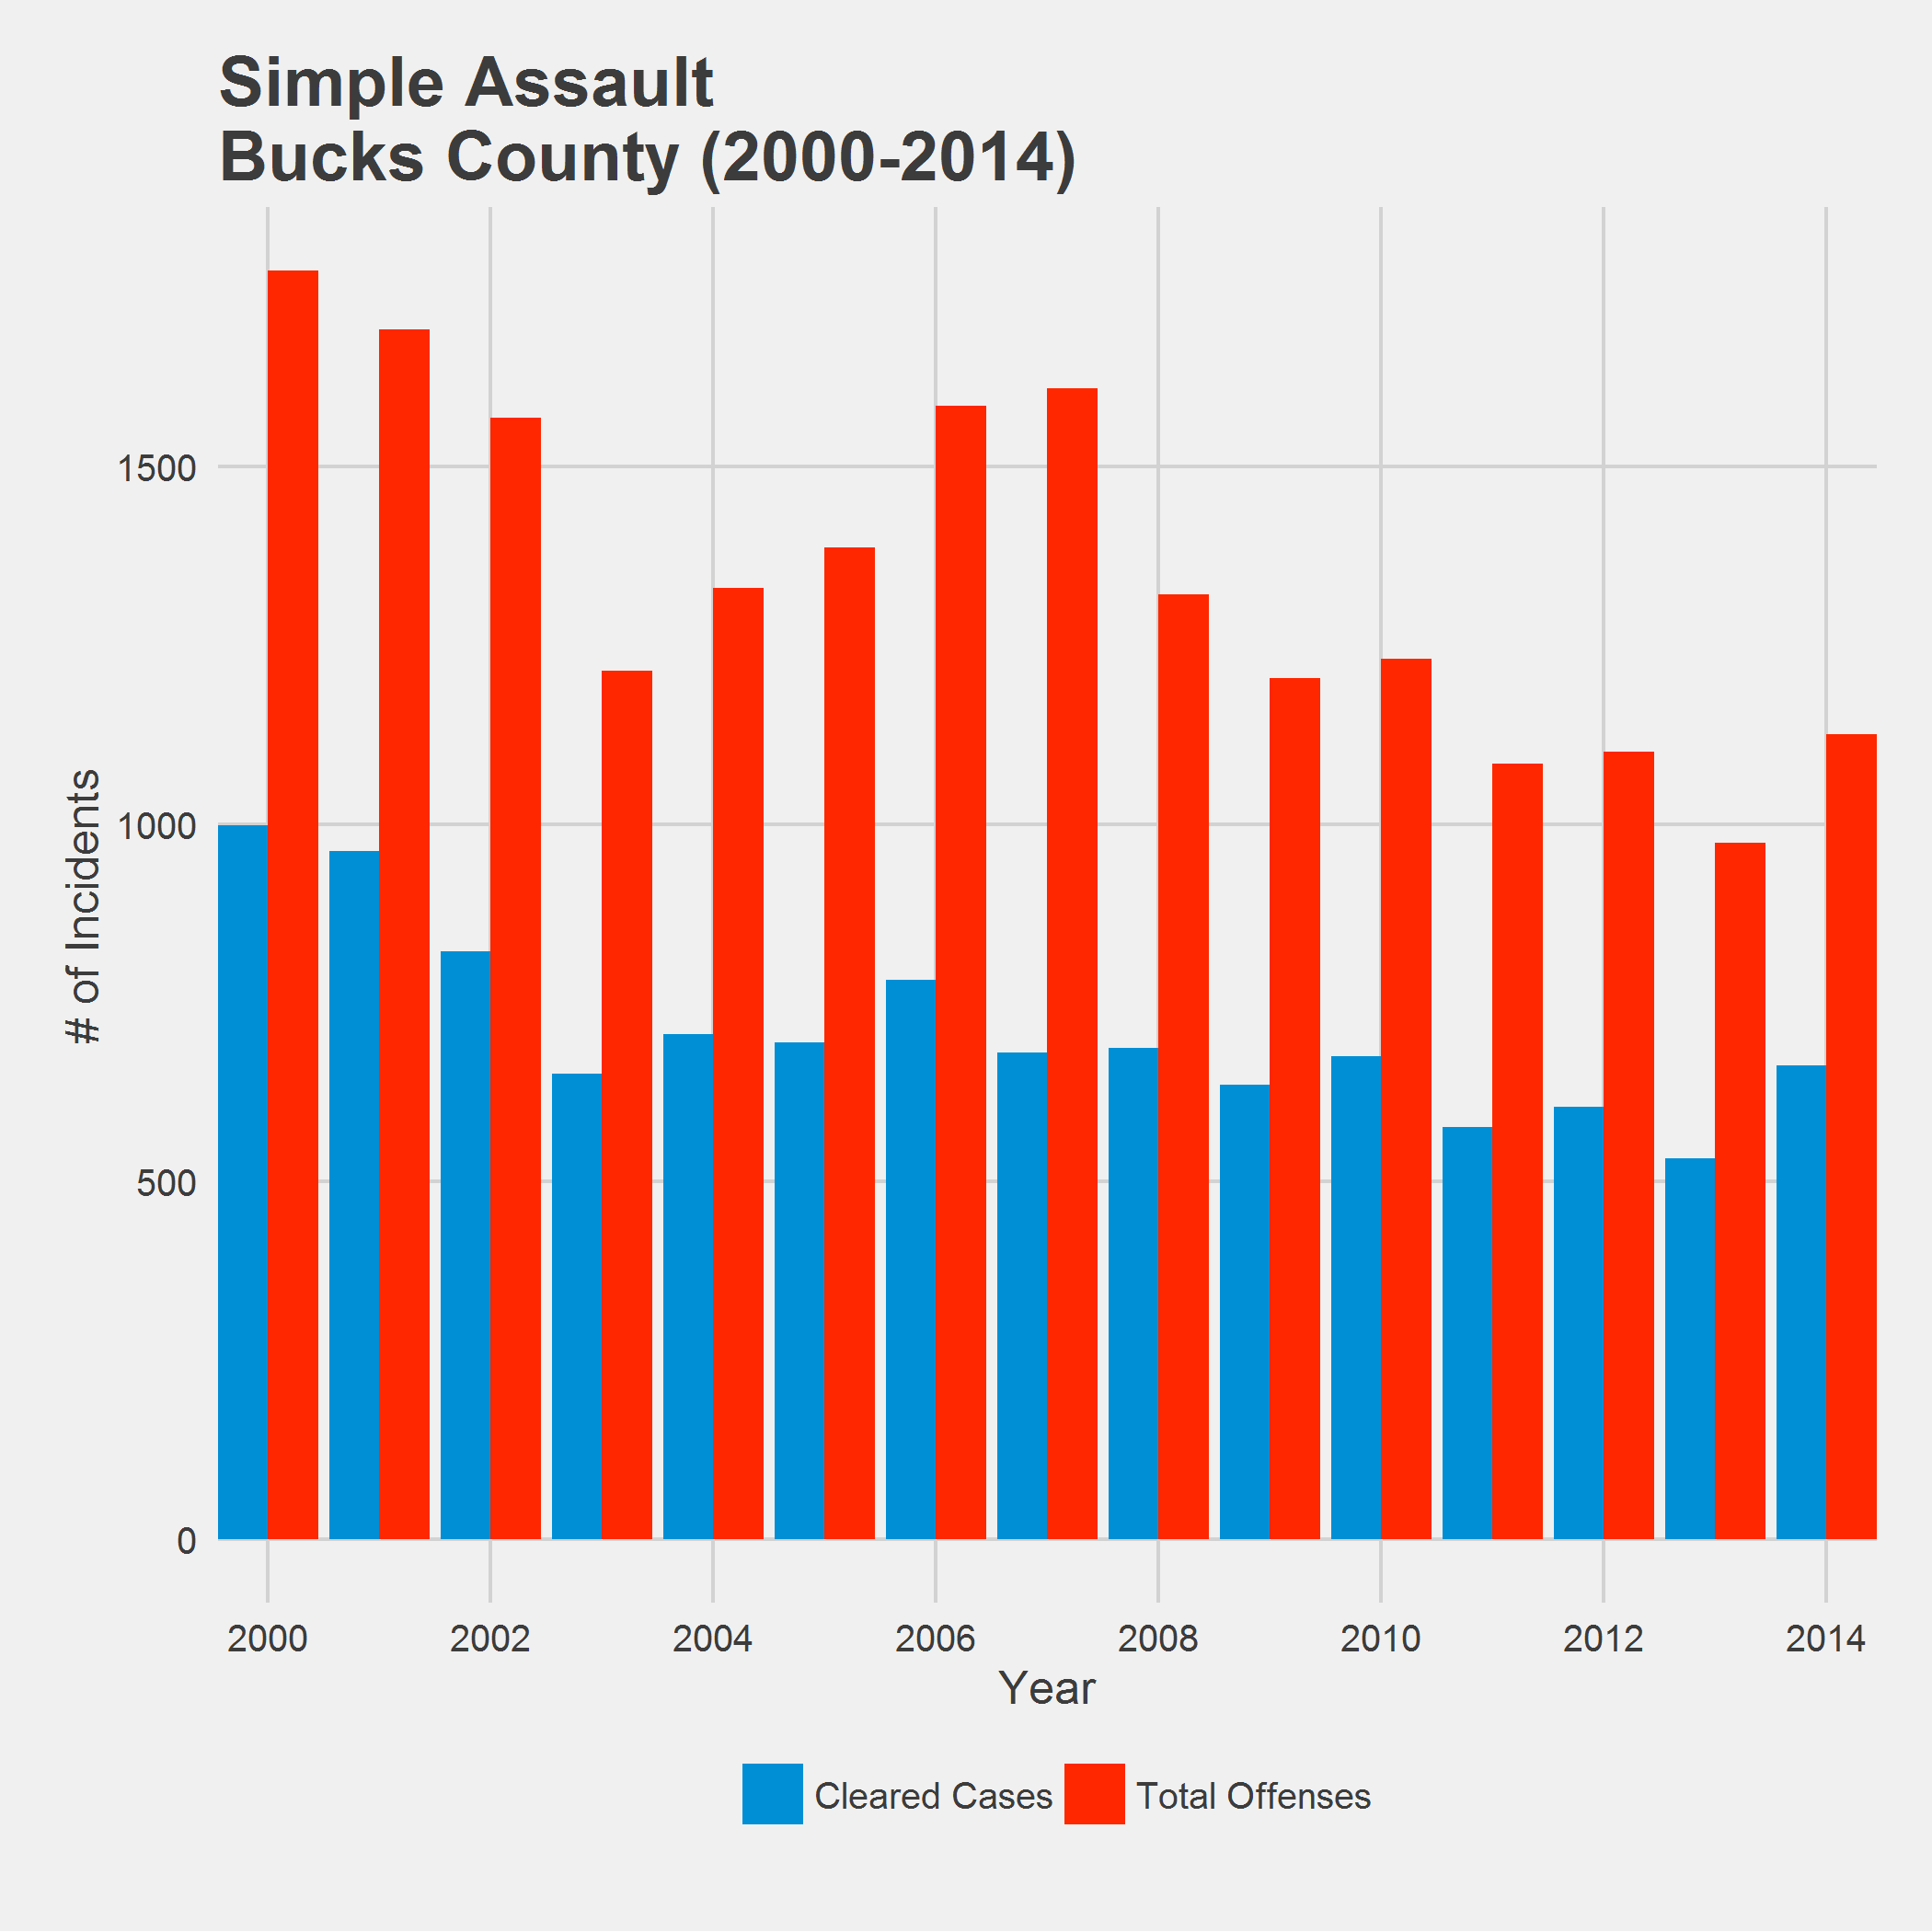 Simple Assault
Bucks County (2000-2014)
# of Incidents
1500
1000
500
0
2000 2002 2004 2006 2008 2010 2012 2014
Year
Cleared Cases Total Offenses